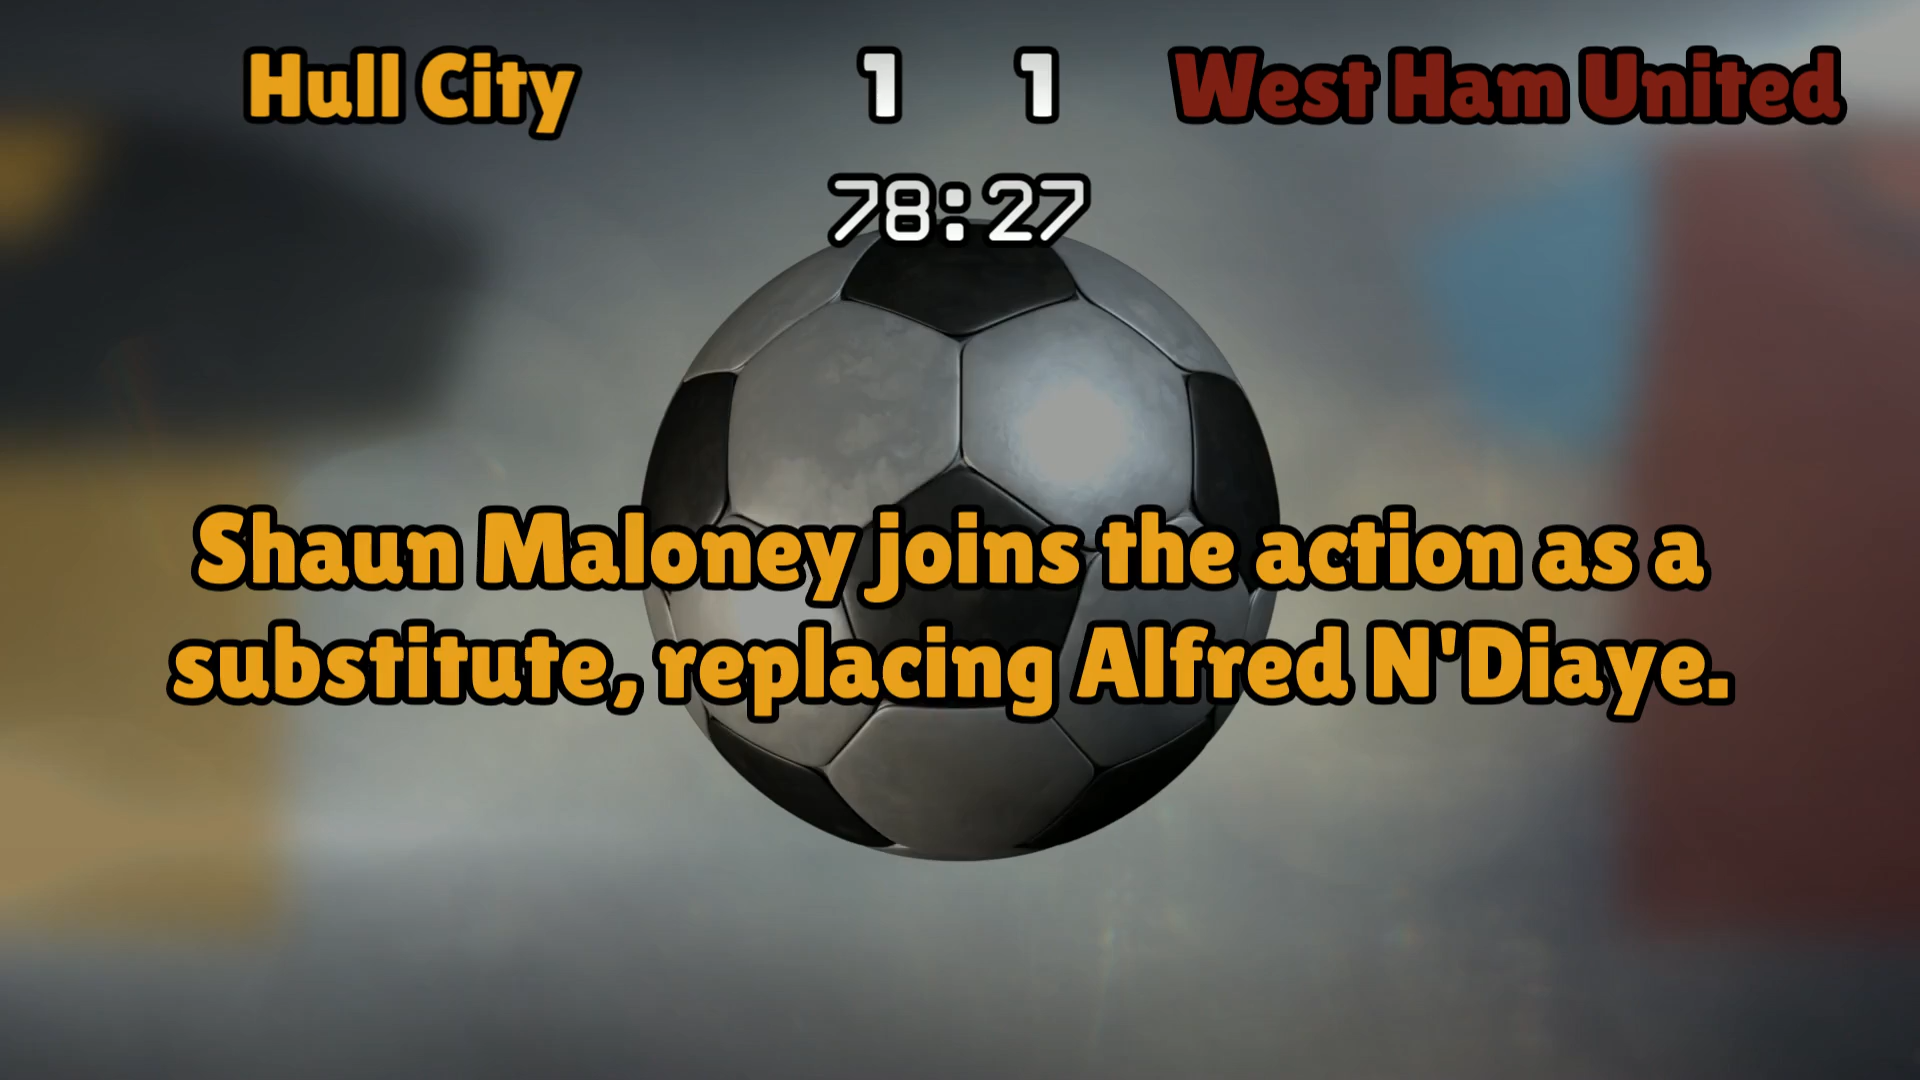 Hull City 1 1 West Ham United
78:27
Shaun Maloney joins the action as a
substitute, replacing Alfred N'Diaye.